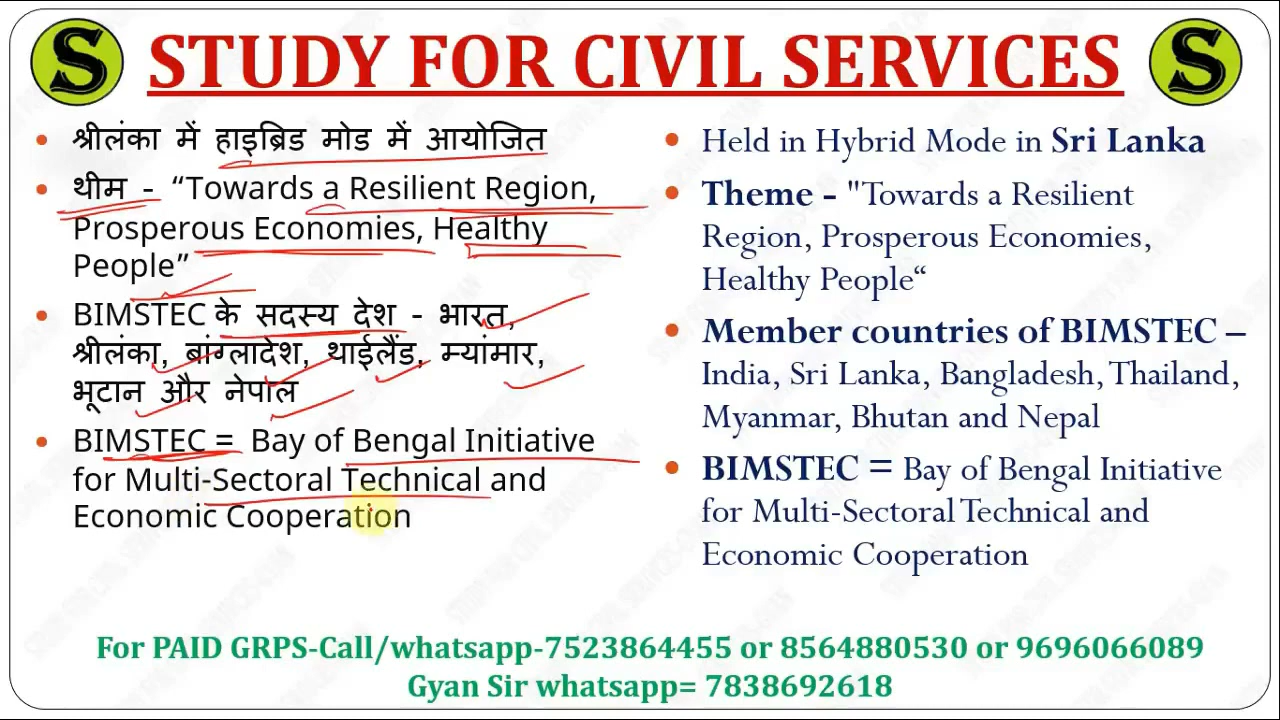 S STUDY FOR CIVIL SERVICES S
• श्रीलंका में हाइब्रिड मोड में आयोजित
• थीम - “Towards a Resilient Region,
Prosperous Economies, Healthy
People”
• BIMSTEC के सदस्य देश - भारत,
श्रीलंका, बांग्लादेश, थाईलैंड, म्यांमार,
भूटान और नेपाल
• BIMSTEC = Bay of Bengal Initiative
for Multi-Sectoral Technical and
Economic Cooperation
• Held in Hybrid Mode in Sri Lanka
• Theme - "Towards a Resilient
Region, Prosperous Economies,
Healthy People“
• Member countries of BIMSTEC –
India, Sri Lanka, Bangladesh, Thailand,
Myanmar, Bhutan and Nepal
• BIMSTEC = Bay of Bengal Initiative
for Multi-Sectoral Technical and
Economic Cooperation
For PAID GRPS-Call/whatsapp-7523864455 or 8564880530 or 9696066089
Gyan Sir whatsapp= 7838692618